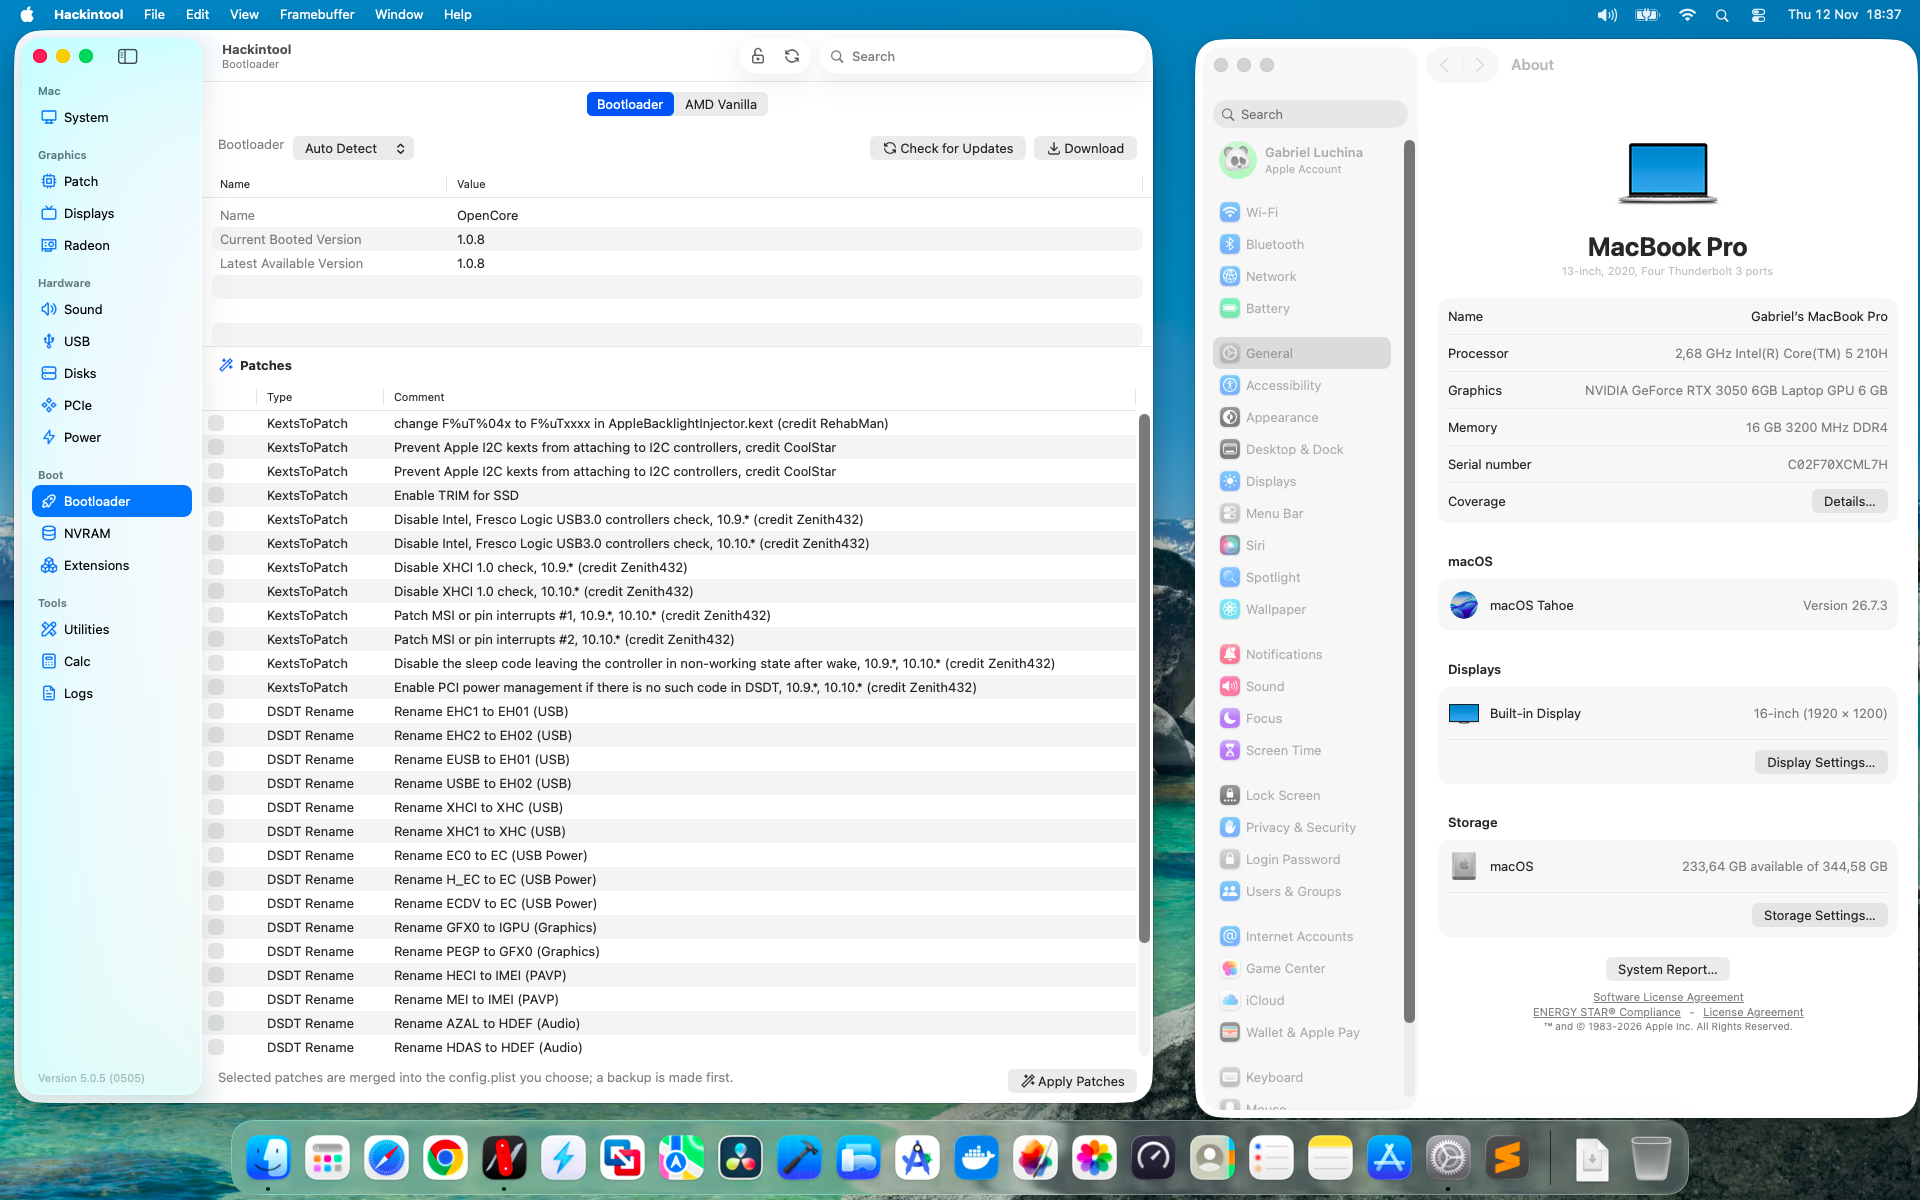 Hackintool File Edit View Framebuffer Window Help
Thu 12 Nov 18:37
Mac
System
Graphics
Patch
Displays
Radeon
Hardware
Sound
USB
Disks
PCIe
Power
Boot
Bootloader
NVRAM
Extensions
Tools
Utilities
Calc
Logs
Version 5.0.5 (0505)
Hackintool
Bootloader
Search
Bootloader AMD Vanilla
Bootloader Auto Detect Check for Updates Download
Name Value
Name OpenCore
Current Booted Version 1.0.8
Latest Available Version 1.0.8
Patches
Type Comment
KextsToPatch change F%uT%04x to F%uTxxxx in AppleBacklightInjector.kext (credit RehabMan)
KextsToPatch Prevent Apple I2C kexts from attaching to I2C controllers, credit CoolStar
KextsToPatch Prevent Apple I2C kexts from attaching to I2C controllers, credit CoolStar
KextsToPatch Enable TRIM for SSD
KextsToPatch Disable Intel, Fresco Logic USB3.0 controllers check, 10.9.* (credit Zenith432)
KextsToPatch Disable Intel, Fresco Logic USB3.0 controllers check, 10.10.* (credit Zenith432)
KextsToPatch Disable XHCI 1.0 check, 10.9.* (credit Zenith432)
KextsToPatch Disable XHCI 1.0 check, 10.10.* (credit Zenith432)
KextsToPatch Patch MSI or pin interrupts #1, 10.9.*, 10.10.* (credit Zenith432)
KextsToPatch Patch MSI or pin interrupts #2, 10.10.* (credit Zenith432)
KextsToPatch Disable the sleep code leaving the controller in non-working state after wake, 10.9.*, 10.10.* (credit Zenith432)
KextsToPatch Enable PCI power management if there is no such code in DSDT, 10.9.*, 10.10.* (credit Zenith432)
DSDT Rename Rename EHC1 to EH01 (USB)
DSDT Rename Rename EHC2 to EH02 (USB)
DSDT Rename Rename EUSB to EH01 (USB)
DSDT Rename Rename USBE to EH02 (USB)
DSDT Rename Rename XHCI to XHC (USB)
DSDT Rename Rename XHC1 to XHC (USB)
DSDT Rename Rename EC0 to EC (USB Power)
DSDT Rename Rename H_EC to EC (USB Power)
DSDT Rename Rename ECDV to EC (USB Power)
DSDT Rename Rename GFX0 to IGPU (Graphics)
DSDT Rename Rename PEGP to GFX0 (Graphics)
DSDT Rename Rename HECI to IMEI (PAVP)
DSDT Rename Rename MEI to IMEI (PAVP)
DSDT Rename Rename AZAL to HDEF (Audio)
DSDT Rename Rename HDAS to HDEF (Audio)
Selected patches are merged into the config.plist you choose; a backup is made first.
Apply Patches
Search
Gabriel Luchina
Apple Account
Wi-Fi
Bluetooth
Network
Battery
General
Accessibility
Appearance
Desktop & Dock
Displays
Menu Bar
Siri
Spotlight
Wallpaper
Notifications
Sound
Focus
Screen Time
Lock Screen
Privacy & Security
Login Password
Users & Groups
Internet Accounts
Game Center
iCloud
Wallet & Apple Pay
Keyboard
Mouse
About
MacBook Pro
13-inch, 2020, Four Thunderbolt 3 ports
Name Gabriel’s MacBook Pro
Processor 2,68 GHz Intel(R) Core(TM) 5 210H
Graphics NVIDIA GeForce RTX 3050 6GB Laptop GPU 6 GB
Memory 16 GB 3200 MHz DDR4
Serial number C02F70XCML7H
Coverage Details...
macOS
macOS Tahoe Version 26.7.3
Displays
Built-in Display 16-inch (1920 × 1200)
Display Settings...
Storage
macOS 233,64 GB available of 344,58 GB
Storage Settings...
System Report...
Software License Agreement
ENERGY STAR® Compliance - License Agreement
™ and © 1983-2026 Apple Inc. All Rights Reserved.